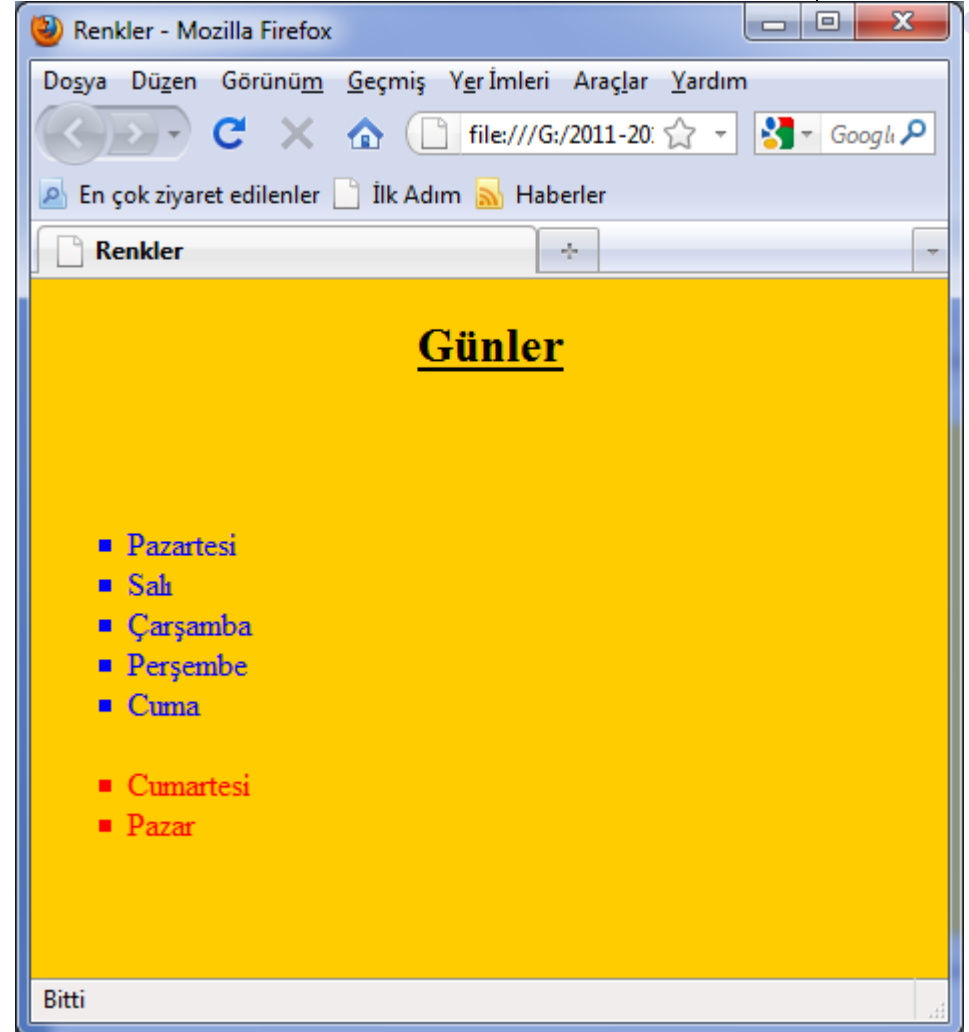 Renkler - Mozilla Firefox
Dosya Düzen Görünüm Geçmiş Yer İmleri Araçlar Yardım
file:///G:/2011-20 Googl
En çok ziyaret edilenler İlk Adım Haberler
Renkler
Günler
Pazartesi
Salı
Çarşamba
Perşembe
Cuma
Cumartesi
Pazar
Bitti